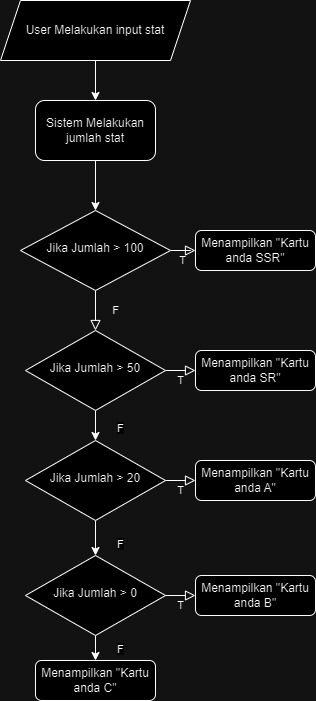 User Melakukan input stat
Sistem Melakukan
jumlah stat
Jika Jumlah > 100
T
Menampilkan "Kartu
anda SSR"
F
Jika Jumlah > 50
T
Menampilkan "Kartu
anda SR"
F
Jika Jumlah > 20
T
Menampilkan "Kartu
anda A"
F
Jika Jumlah > 0
T
Menampilkan "Kartu
anda B"
F
Menampilkan "Kartu
anda C"